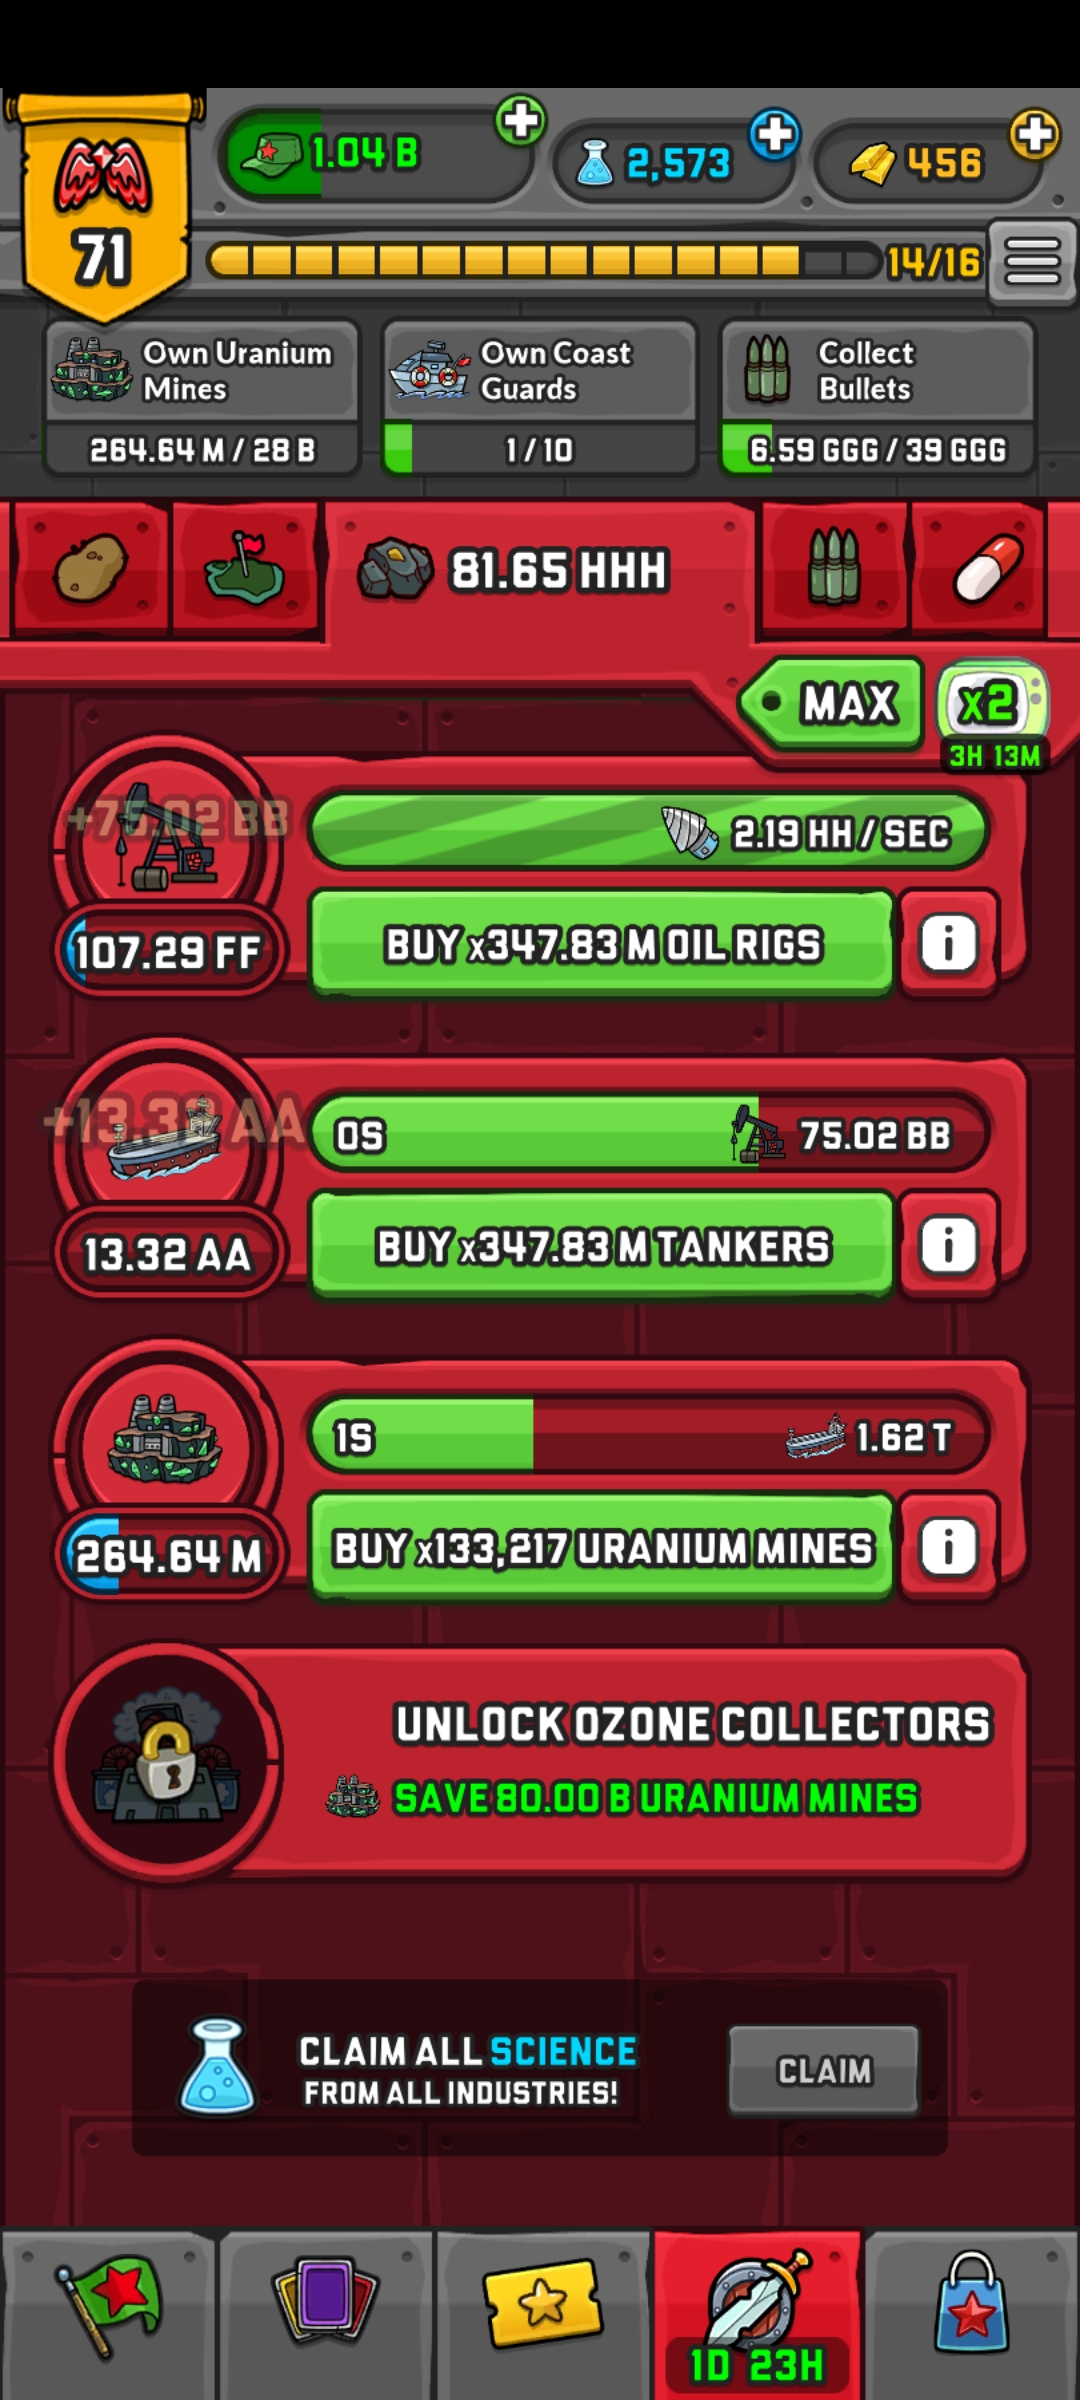 71
1.04 B
2,573
456
14/16
Own Uranium
Mines
264.64 M / 28 B
Own Coast
Guards
1 / 10
Collect
Bullets
6.59 GGG / 39 GGG
81.65 HHH
MAX
x2
3H 13M
+75.02 BB
2.19 HH / SEC
107.29 FF
BUY x347.83 M OIL RIGS
i
+13.32 AA
0S
75.02 BB
13.32 AA
BUY x347.83 M TANKERS
i
1S
1.62 T
264.64 M
BUY x133,217 URANIUM MINES
i
UNLOCK OZONE COLLECTORS
SAVE 80.00 B URANIUM MINES
CLAIM ALL SCIENCE
FROM ALL INDUSTRIES!
CLAIM
1D 23H